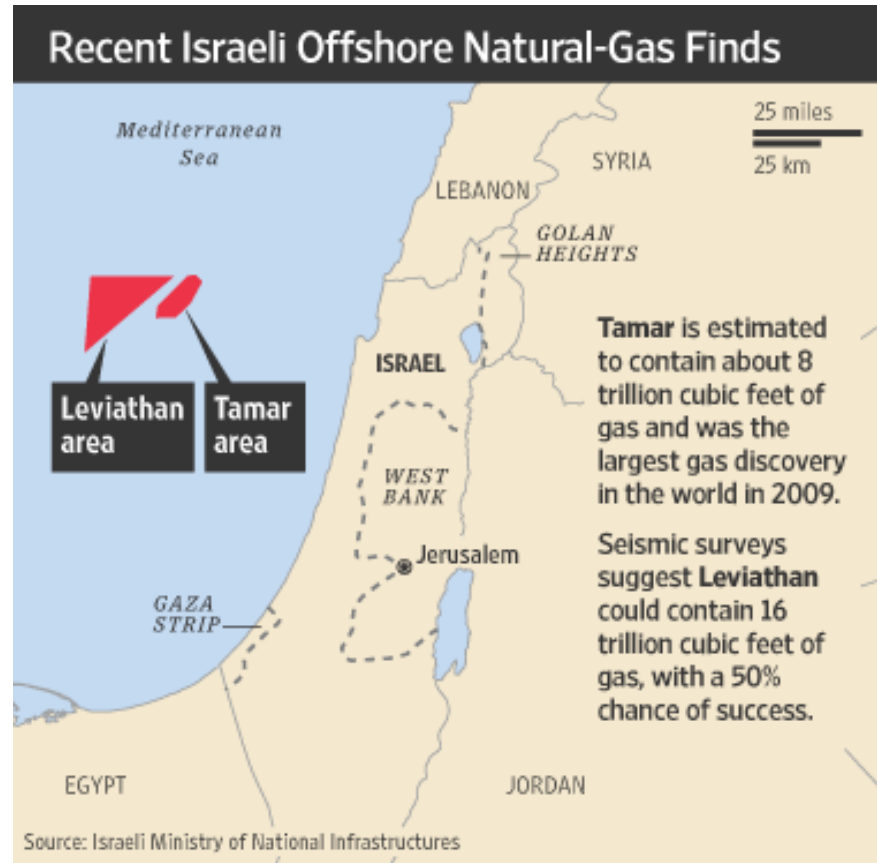 Recent Israeli Offshore Natural-Gas Finds
Mediterranean
Sea
25 miles
25 km
SYRIA
LEBANON
GOLAN
HEIGHTS
ISRAEL
Leviathan
area
Tamar
area
WEST
BANK
Jerusalem
GAZA
STRIP
EGYPT
JORDAN
Tamar is estimated
to contain about 8
trillion cubic feet of
gas and was the
largest gas discovery
in the world in 2009.
Seismic surveys
suggest Leviathan
could contain 16
trillion cubic feet of
gas, with a 50%
chance of success.
Source: Israeli Ministry of National Infrastructures